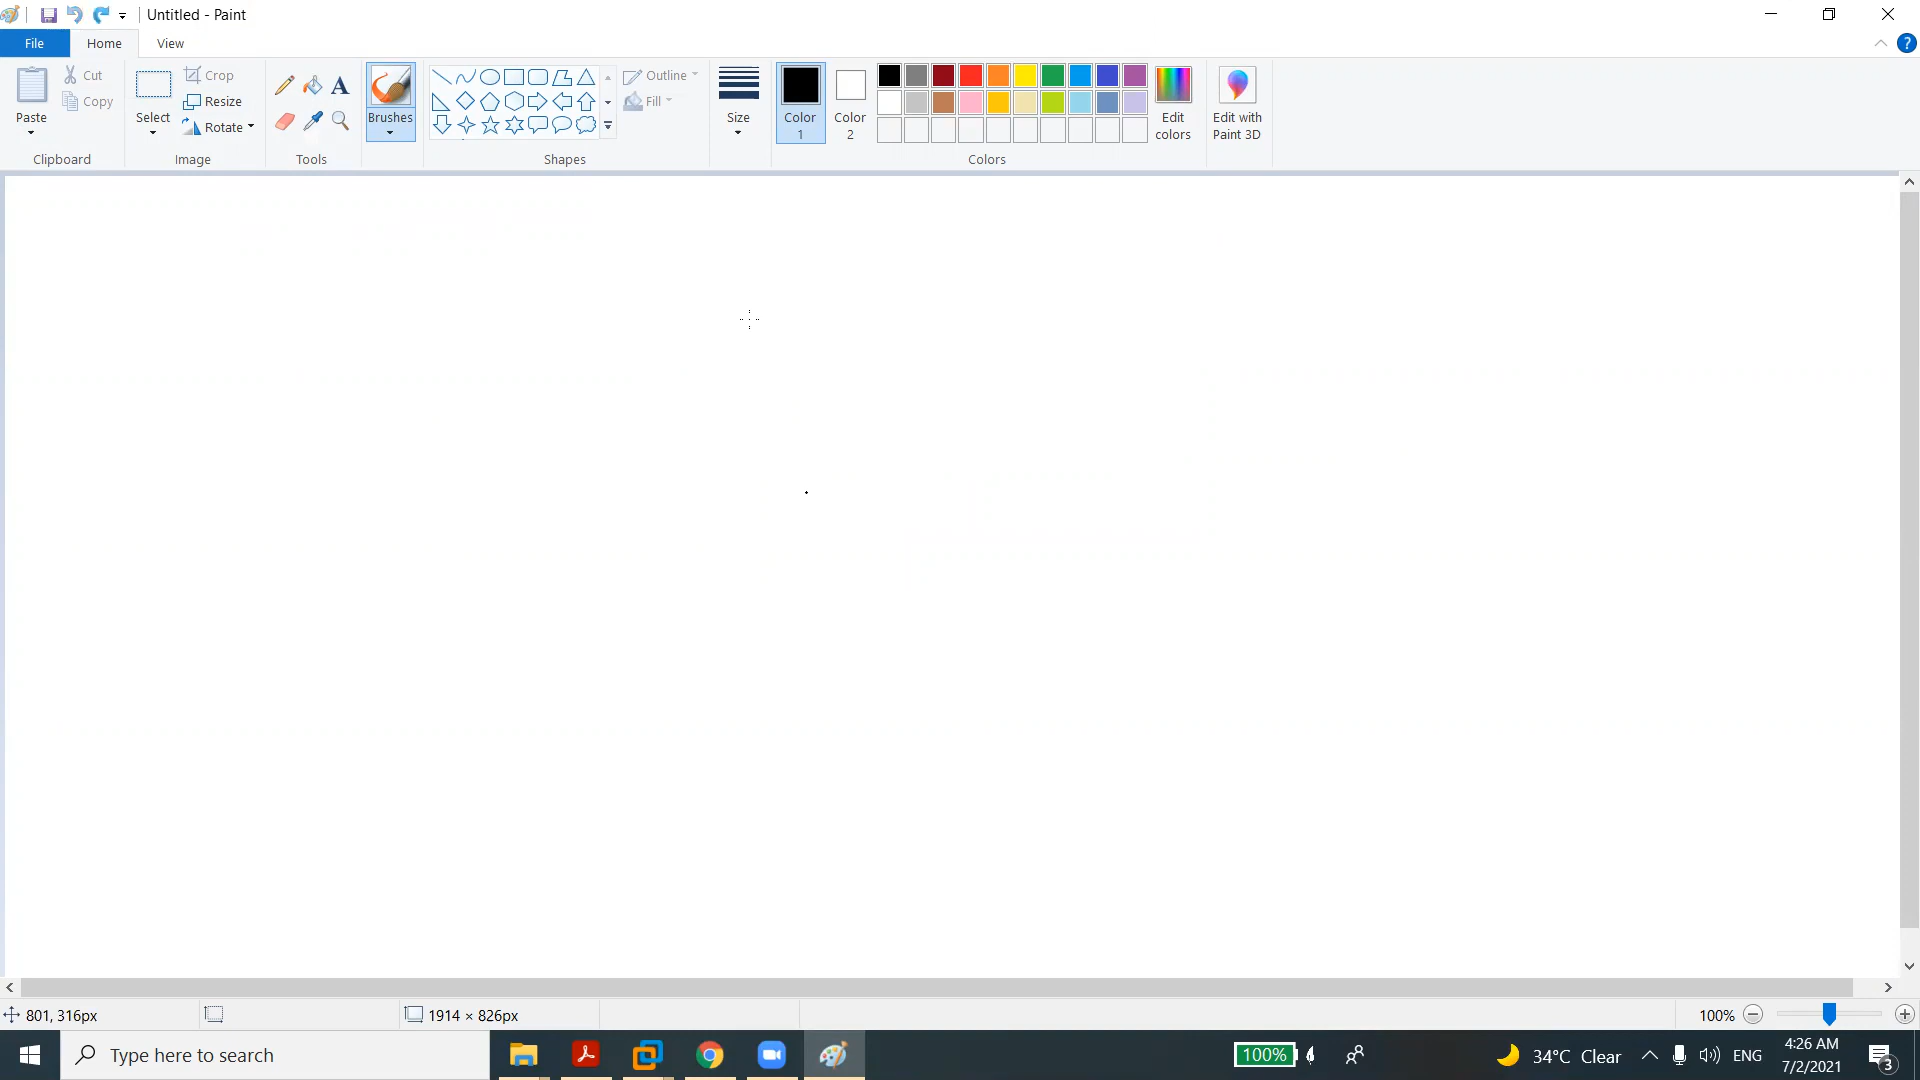 Untitled - Paint
File Home View
Paste
Cut
Copy
Clipboard
Select
Crop
Resize
Rotate
Image
Tools
Brushes
Shapes
Outline
Fill
Size
Color 1
Color 2
Colors
Edit colors
Edit with Paint 3D
801, 316px
1914 × 826px
100%
Type here to search
100%
34°C Clear
ENG
4:26 AM
7/2/2021
3